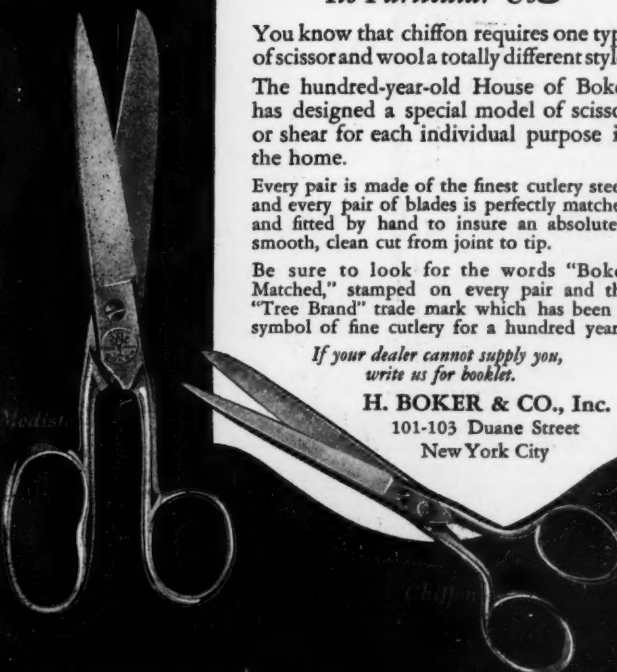 Its Particular Use
You know that chiffon requires one typ
of scissor and wool a totally different styl
The hundred-year-old House of Boke
has designed a special model of scisso
or shear for each individual purpose i
the home.
Every pair is made of the finest cutlery stee
and every pair of blades is perfectly matche
and fitted by hand to insure an absolute
smooth, clean cut from joint to tip.
Be sure to look for the words “Boke
Matched,” stamped on every pair and th
“Tree Brand” trade mark which has been
symbol of fine cutlery for a hundred year
If your dealer cannot supply you,
write us for booklet.
H. BOKER & CO., Inc.
101-103 Duane Street
New York City
Modish
Chiffon